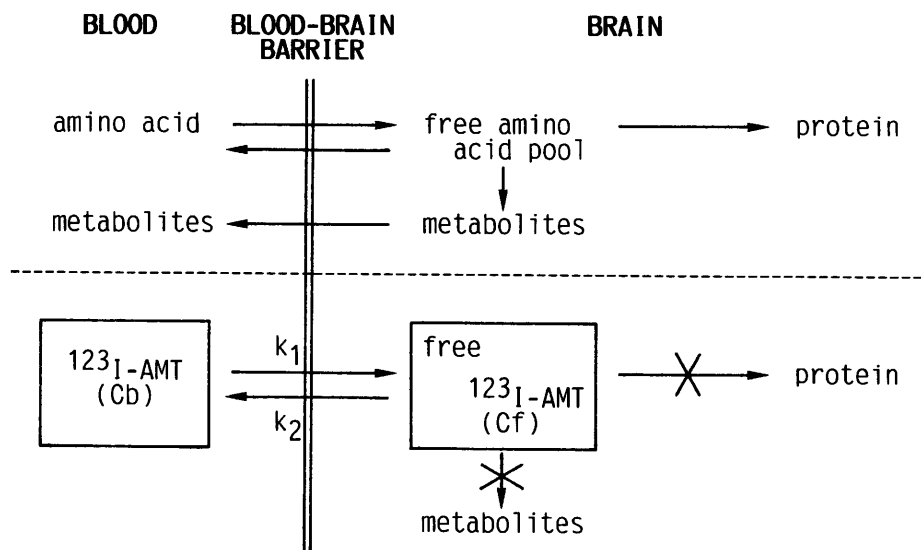 BLOOD BLOOD-BRAIN BRAIN
BARRIER
amino acid free amino protein
acid pool
metabolites metabolites
k₁ free
¹²³I-AMT ¹²³I-AMT protein
(Cb) (Cf)
k₂
metabolites